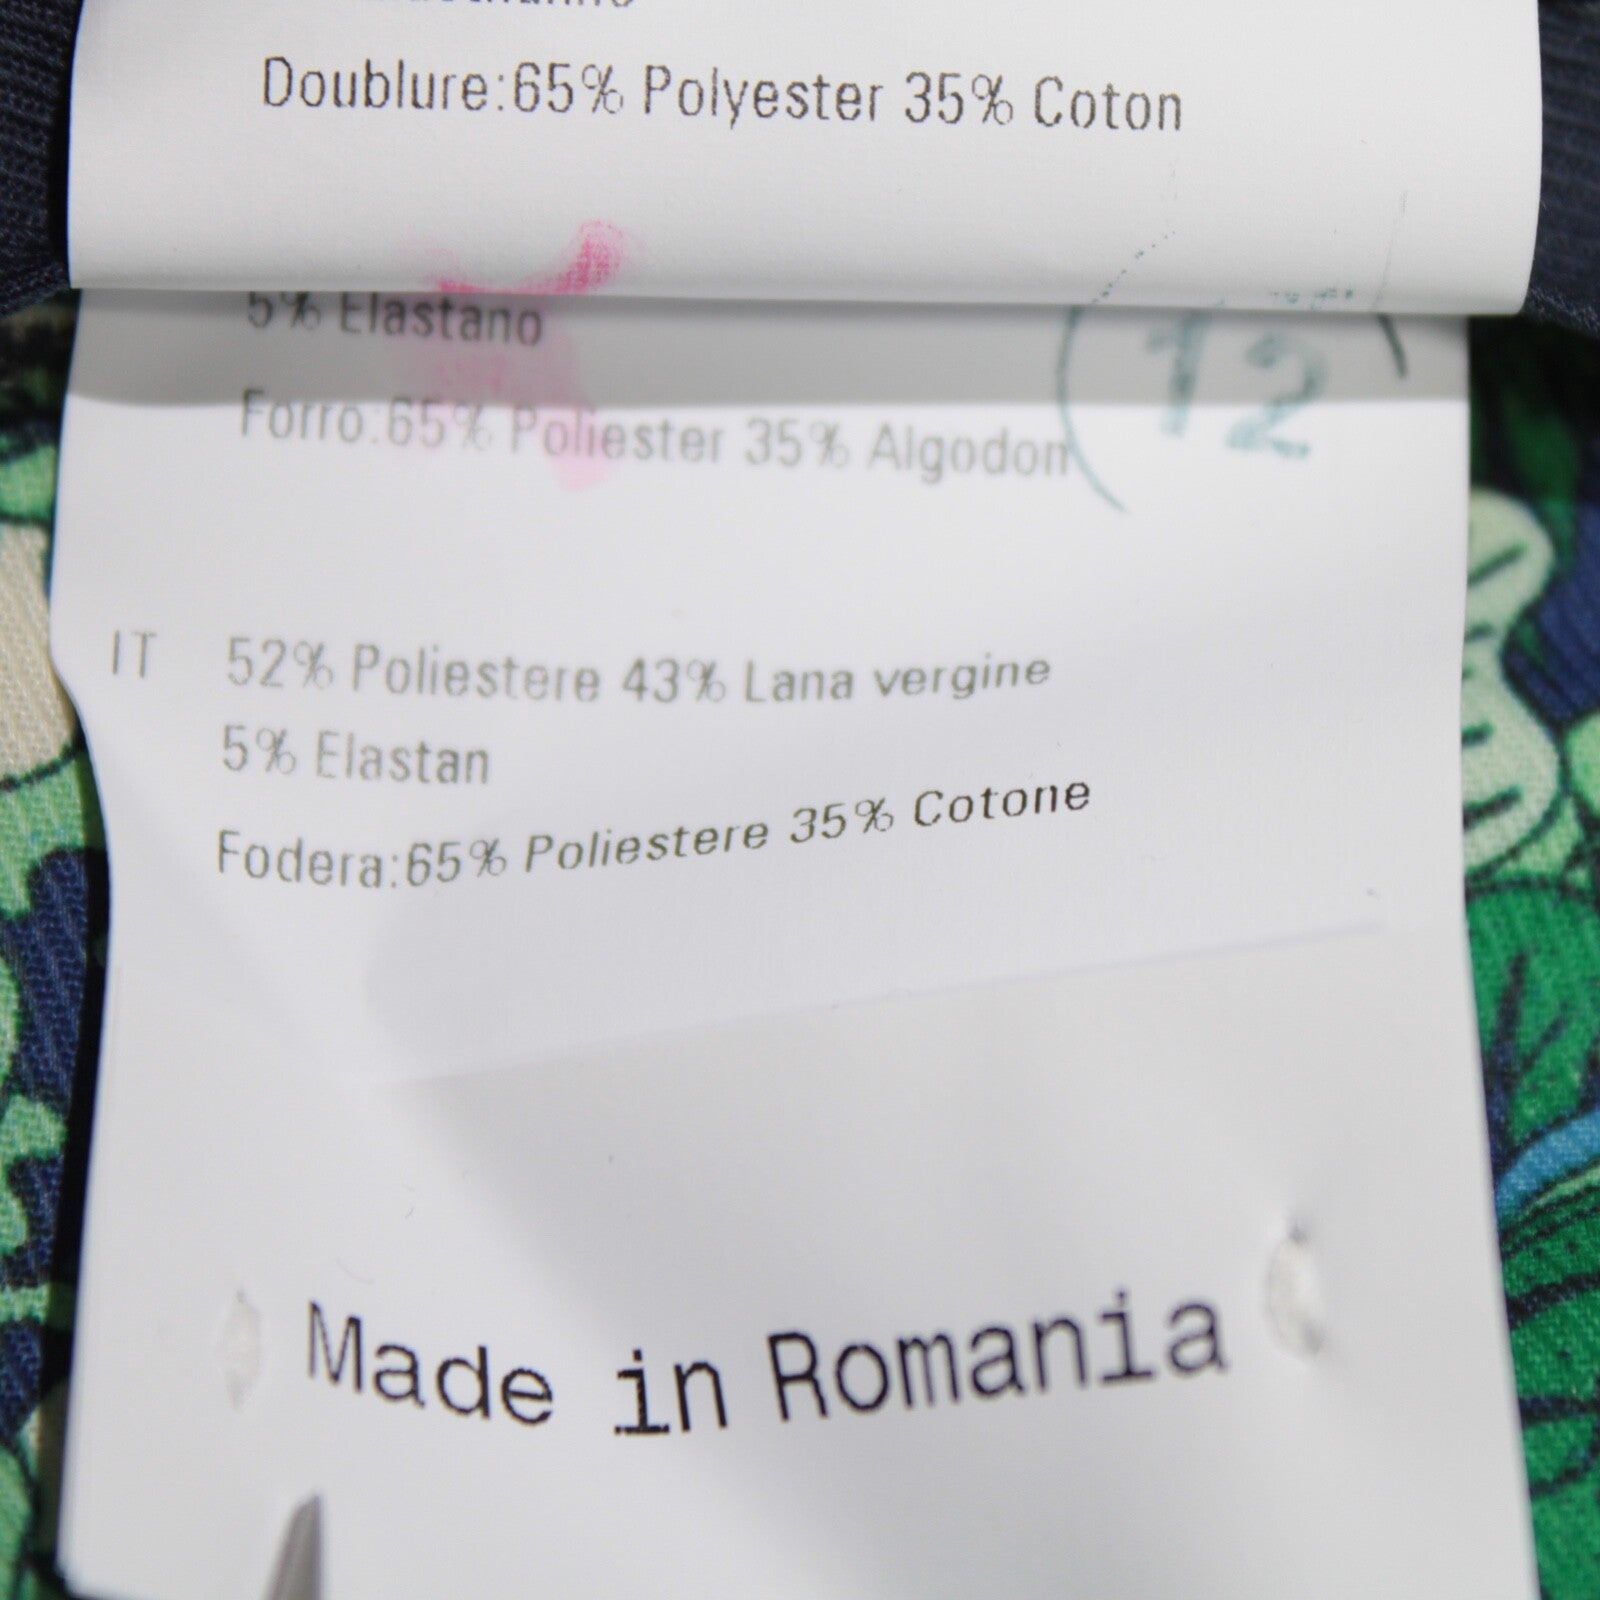 Doublure:65% Polyester 35% Coton
5% Elastano
12
Forro:65% Poliester 35% Algodon
IT 52% Poliestere 43% Lana vergine
5% Elastan
Fodera:65% Poliestere 35% Cotone
Made in Romania